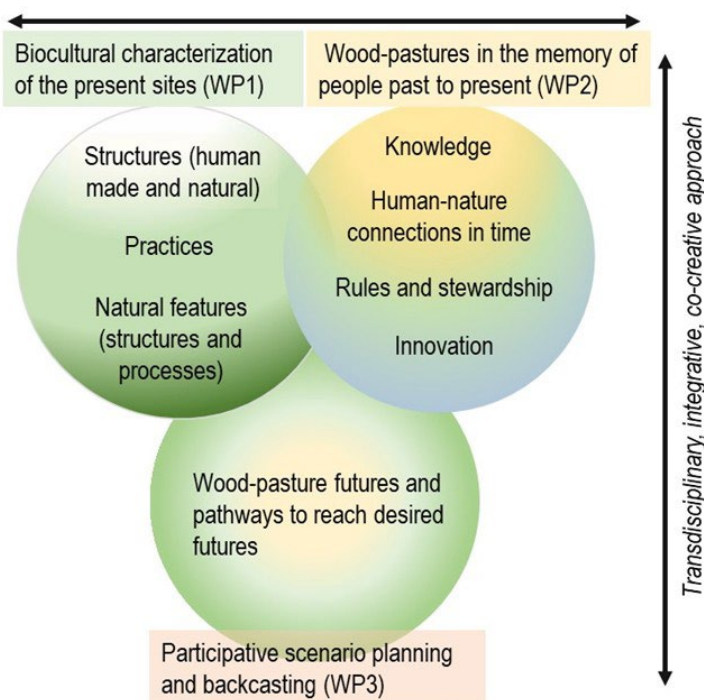 Biocultural characterization
of the present sites (WP1)
Wood-pastures in the memory of
people past to present (WP2)
Structures (human
made and natural)
Practices
Natural features
(structures and
processes)
Knowledge
Human-nature
connections in time
Rules and stewardship
Innovation
Wood-pasture futures and
pathways to reach desired
futures
Participative scenario planning
and backcasting (WP3)
Transdisciplinary, integrative, co-creative approach